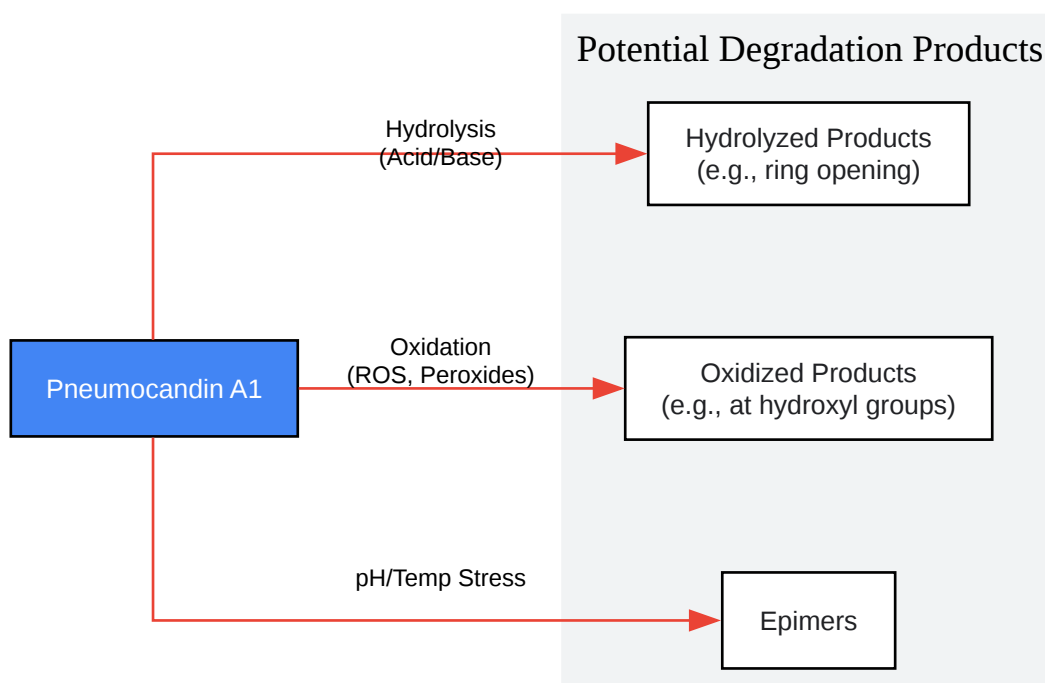 Potential Degradation Products
Hydrolysis
(Acid/Base)
Hydrolyzed Products
(e.g., ring opening)
Pneumocandin A1
Oxidation
(ROS, Peroxides)
Oxidized Products
(e.g., at hydroxyl groups)
pH/Temp Stress
Epimers